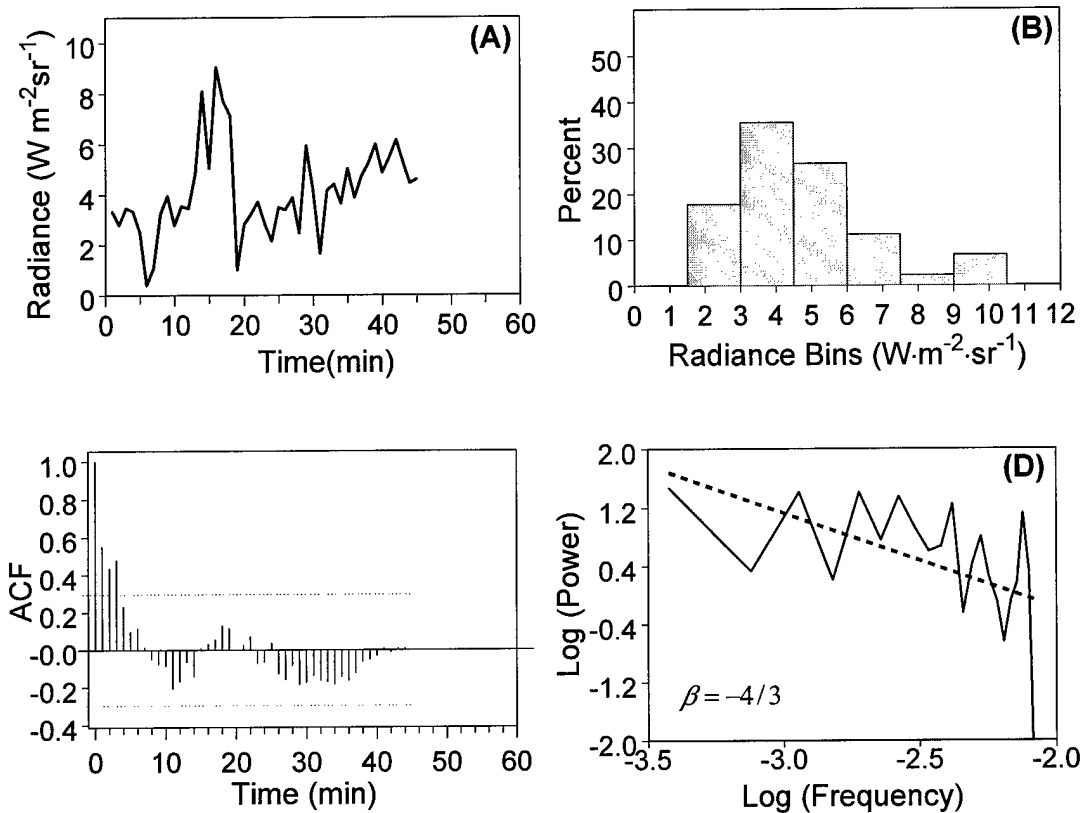 (A)
Radiance (W m⁻²sr⁻¹)
10
8
6
4
2
0
0 10 20 30 40 50 60
Time(min)
(B)
Percent
50
40
30
20
10
0
0 1 2 3 4 5 6 7 8 9 10 11 12
Radiance Bins (W·m⁻²·sr⁻¹)
ACF
1.0
0.8
0.6
0.4
0.2
-0.0
-0.2
-0.4
0 10 20 30 40 50 60
Time (min)
(D)
Log (Power)
2.0
1.2
0.4
-0.4
-1.2
-2.0
β = –4/3
-3.5 -3.0 -2.5 -2.0
Log (Frequency)